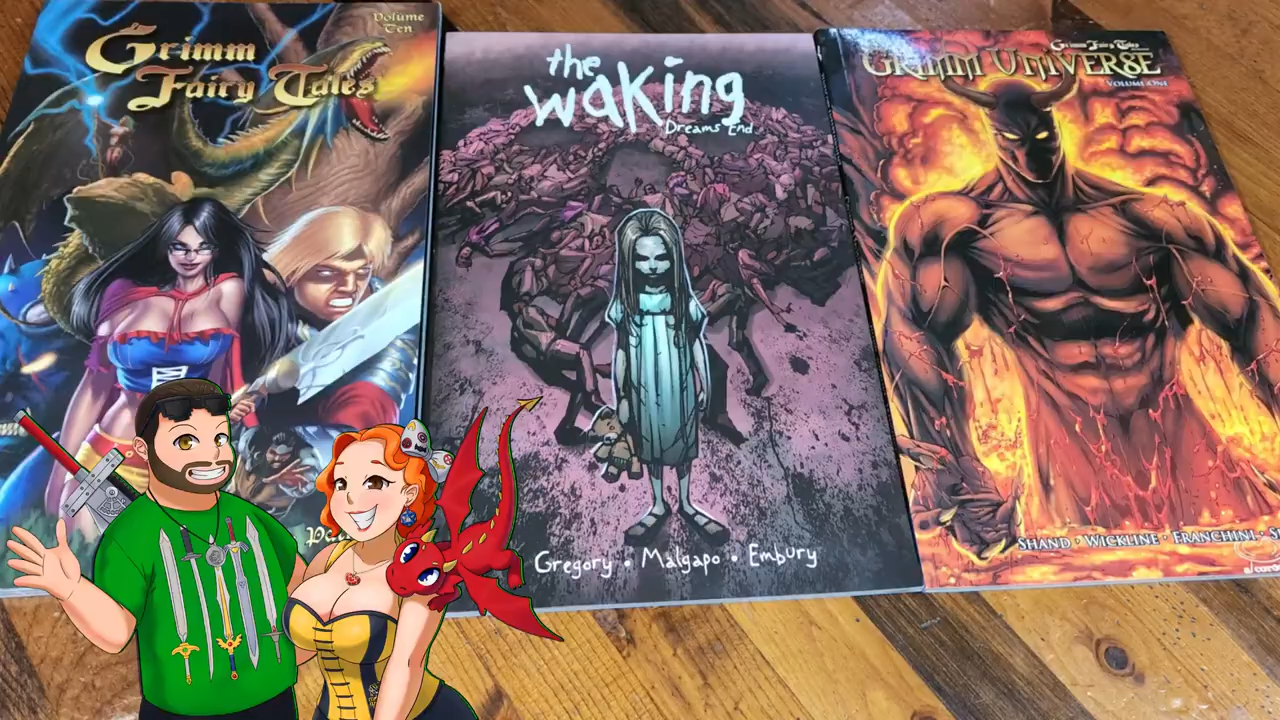 Volume
Ten
Grimm
Fairy Tales
the
waking
Dreams End
Gregory • Malgapo • Embury
Grimm Fairy Tales
GRIMM UNIVERSE
VOLUME ONE
SHAND • WICKLINE • FRANCHINI •